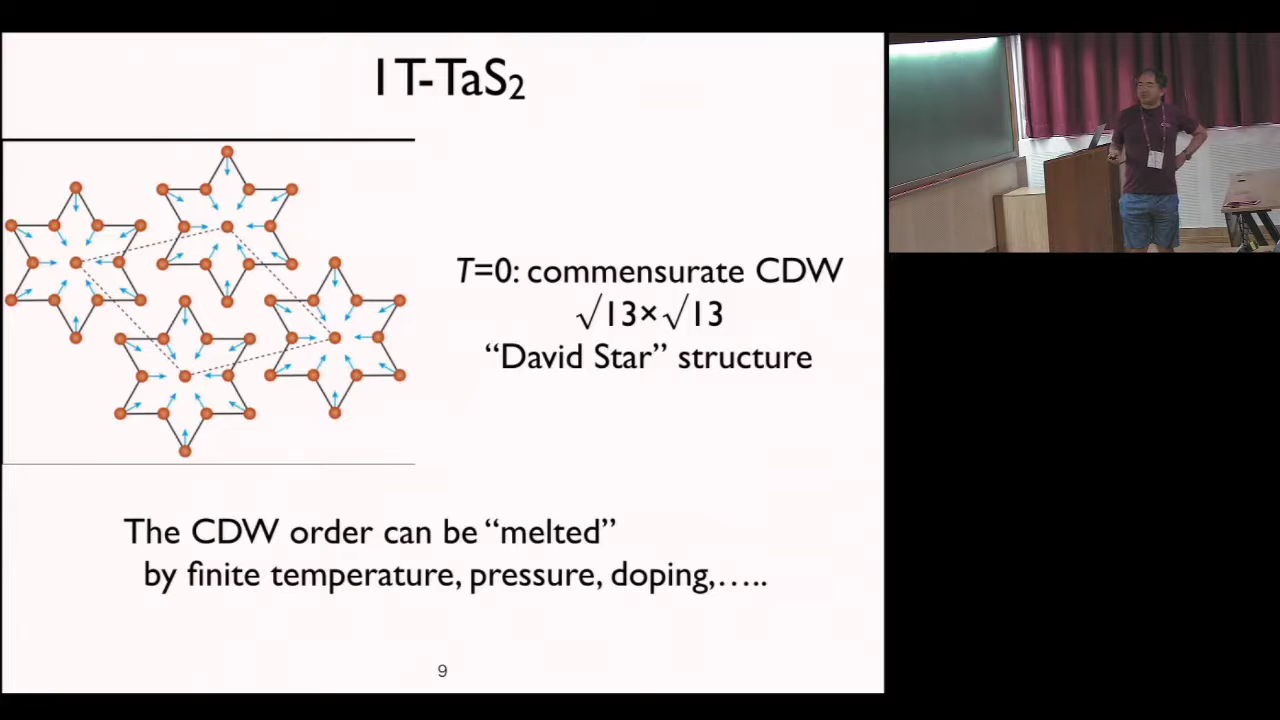 1T-TaS₂
T=0: commensurate CDW
√13×√13
“David Star” structure
The CDW order can be “melted”
by finite temperature, pressure, doping,…..
9